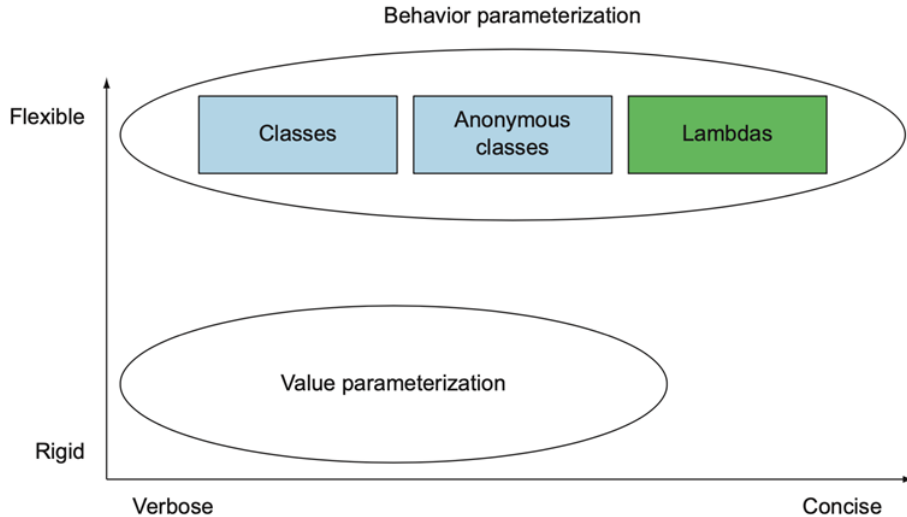 Behavior parameterization
Flexible
Classes
Anonymous
classes
Lambdas
Value parameterization
Rigid
Verbose
Concise